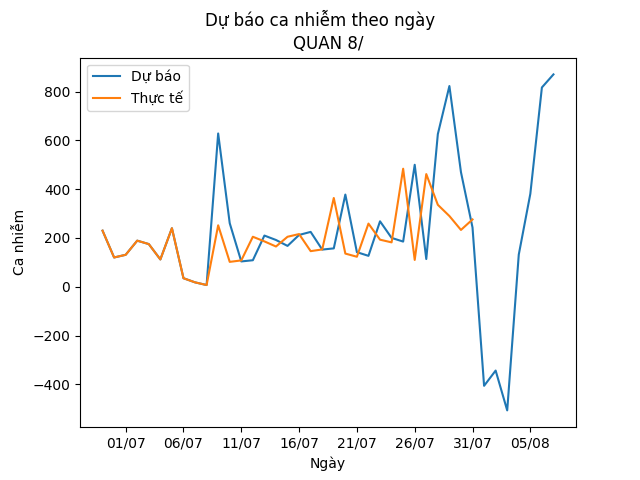 Dự báo ca nhiễm theo ngày
QUAN 8/
Dự báo
Thực tế
800
600
400
200
0
−200
−400
Ca nhiễm
01/07 06/07 11/07 16/07 21/07 26/07 31/07 05/08
Ngày